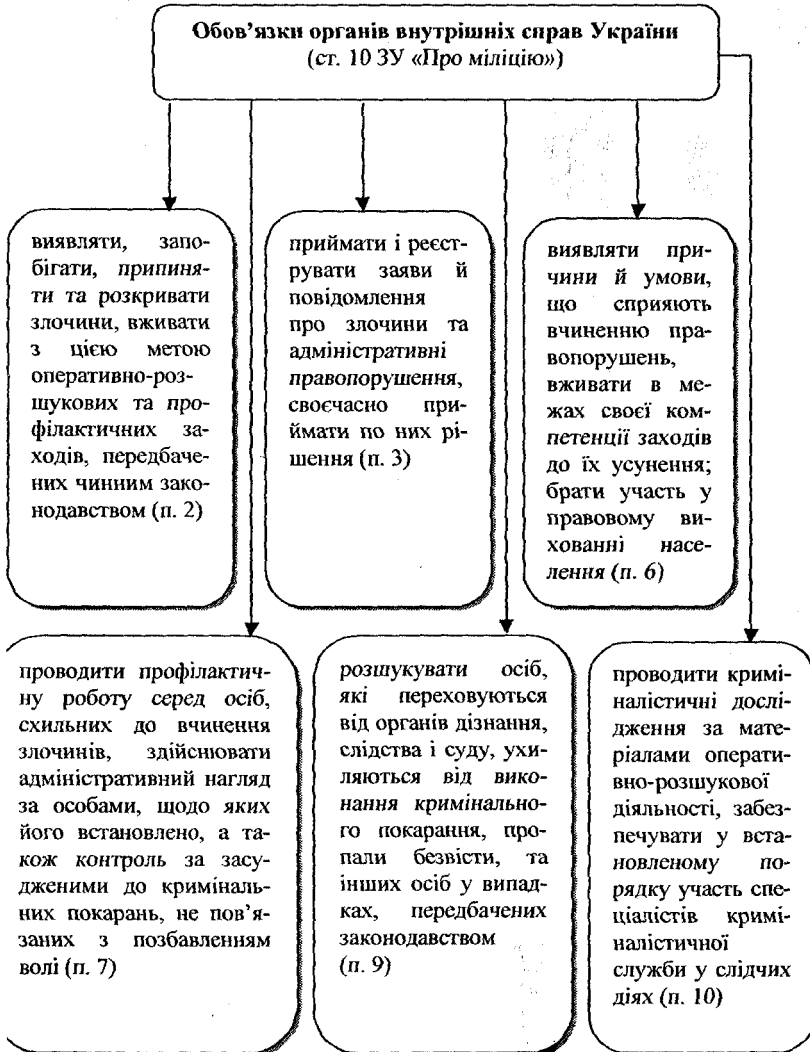 Обов’язки органів внутрішніх справ України
(ст. 10 ЗУ «Про міліцію»)
виявляти, запо-
бігати, припиня-
ти та розкривати
злочини, вживати
з цією метою
оперативно-роз-
шукових та про-
філактичних за-
ходів, передбаче-
них чинним зако-
нодавством (п. 2)
приймати і реєст-
рувати заяви й
повідомлення
про злочини та
адміністративні
правопорушення,
своєчасно при-
ймати по них рі-
шення (п. 3)
виявляти при-
чини й умови,
що сприяють
вчиненню пра-
вопорушень,
вживати в ме-
жах своєї ком-
петенції заходів
до їх усунення;
брати участь у
правовому ви-
хованні насе-
лення (п. 6)
проводити профілактич-
ну роботу серед осіб,
схильних до вчинення
злочинів, здійснювати
адміністративний нагляд
за особами, щодо яких
його встановлено, а та-
кож контроль за засу-
дженими до криміналь-
них покарань, не пов’я-
заних з позбавленням
волі (п. 7)
розшукувати осіб,
які переховуються
від органів дізнання,
слідства і суду, ухи-
ляються від вико-
нання кримінально-
го покарання, про-
пали безвісти, та
інших осіб у випад-
ках, передбачених
законодавством
(п. 9)
проводити кримі-
налістичні дослі-
дження за мате-
ріалами операти-
вно-розшукової
діяльності, забез-
печувати у вста-
новленому по-
рядку участь спе-
ціалістів кримі-
налістичної
служби у слідчих
діях (п. 10)